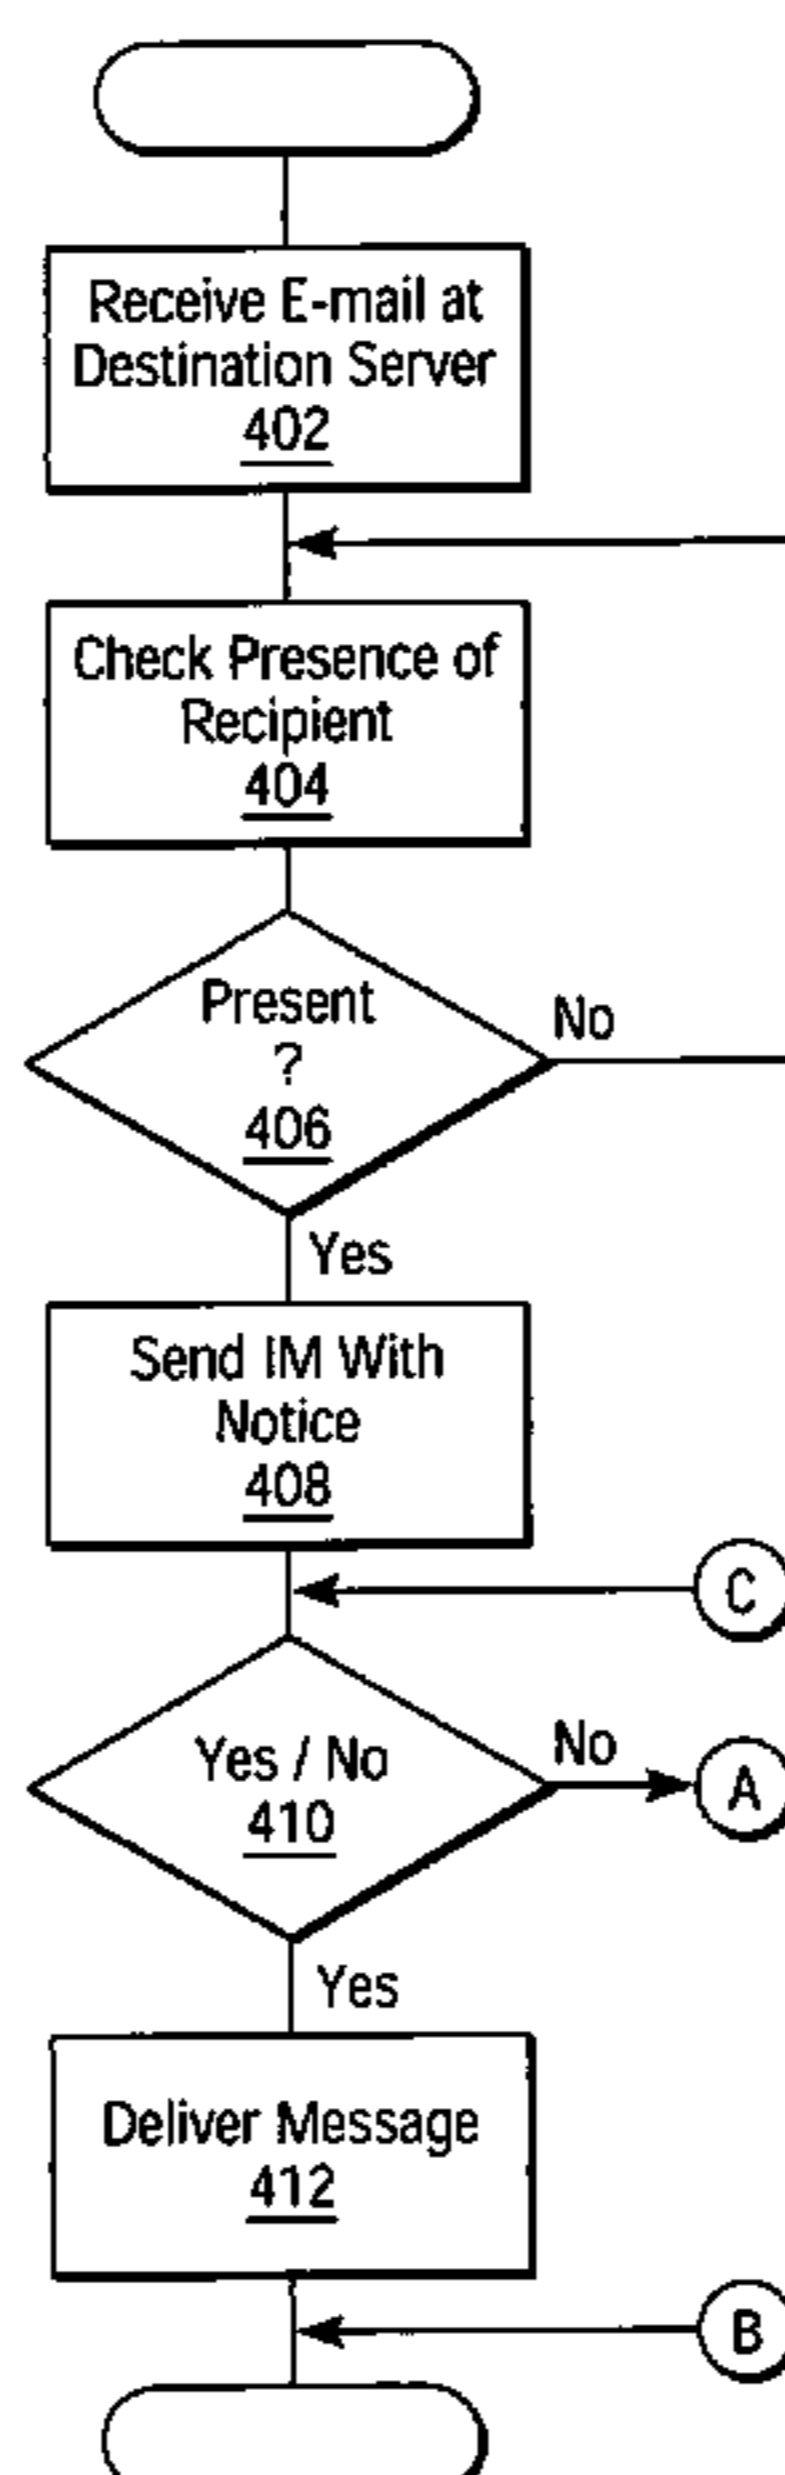 Receive E-mail at
Destination Server
402
Check Presence of
Recipient
404
Present
?
406
No
Yes
Send IM With
Notice
408
C
Yes / No
410
No
A
Yes
Deliver Message
412
B